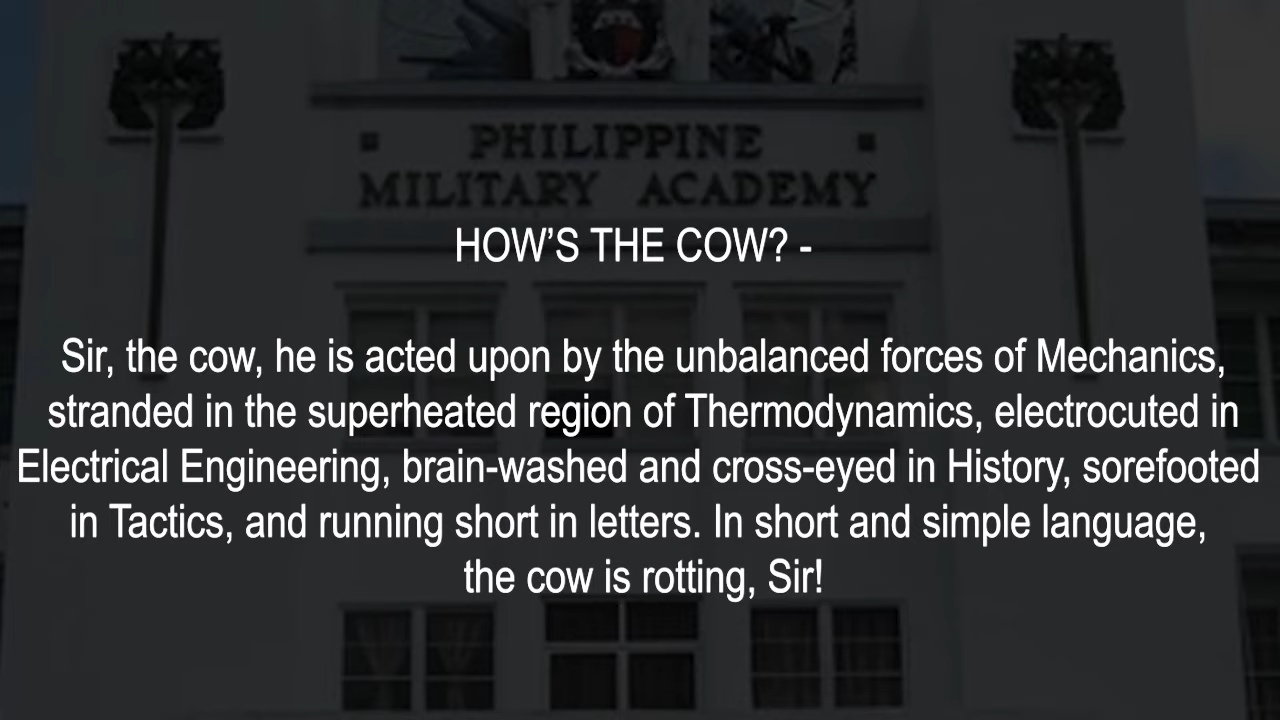 PHILIPPINE
MILITARY ACADEMY
HOW’S THE COW? -
Sir, the cow, he is acted upon by the unbalanced forces of Mechanics,
stranded in the superheated region of Thermodynamics, electrocuted in
Electrical Engineering, brain-washed and cross-eyed in History, sorefooted
in Tactics, and running short in letters. In short and simple language,
the cow is rotting, Sir!